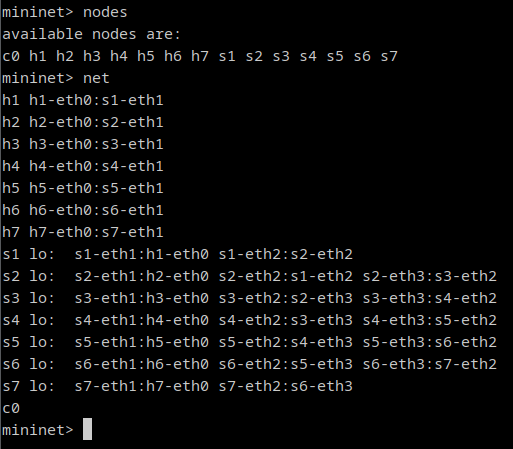 mininet> nodes
available nodes are:
c0 h1 h2 h3 h4 h5 h6 h7 s1 s2 s3 s4 s5 s6 s7
mininet> net
h1 h1-eth0:s1-eth1
h2 h2-eth0:s2-eth1
h3 h3-eth0:s3-eth1
h4 h4-eth0:s4-eth1
h5 h5-eth0:s5-eth1
h6 h6-eth0:s6-eth1
h7 h7-eth0:s7-eth1
s1 lo:  s1-eth1:h1-eth0 s1-eth2:s2-eth2
s2 lo:  s2-eth1:h2-eth0 s2-eth2:s1-eth2 s2-eth3:s3-eth2
s3 lo:  s3-eth1:h3-eth0 s3-eth2:s2-eth3 s3-eth3:s4-eth2
s4 lo:  s4-eth1:h4-eth0 s4-eth2:s3-eth3 s4-eth3:s5-eth2
s5 lo:  s5-eth1:h5-eth0 s5-eth2:s4-eth3 s5-eth3:s6-eth2
s6 lo:  s6-eth1:h6-eth0 s6-eth2:s5-eth3 s6-eth3:s7-eth2
s7 lo:  s7-eth1:h7-eth0 s7-eth2:s6-eth3
c0
mininet>